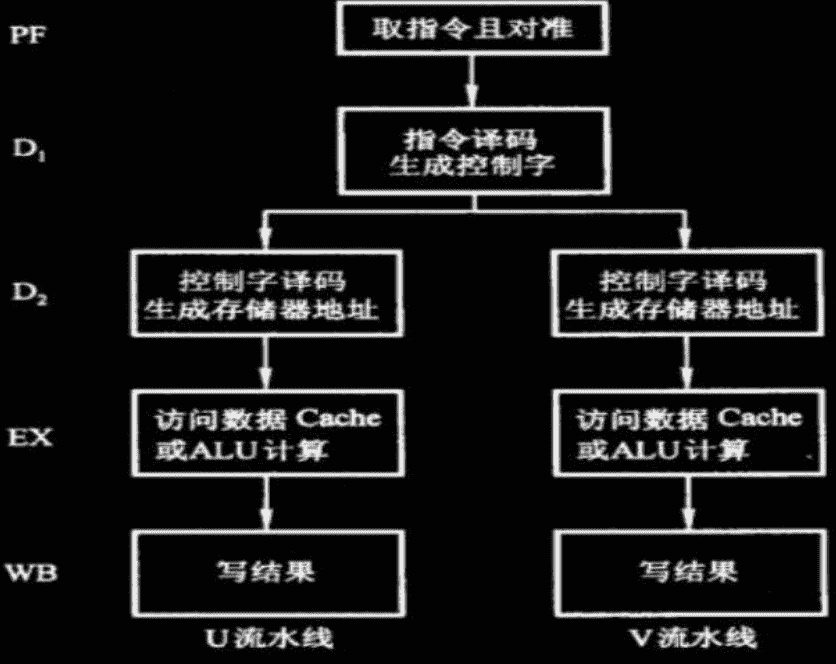 PF
取指令且对准
D₁
指令译码
生成控制字
D₂
控制字译码
生成存储器地址
控制字译码
生成存储器地址
EX
访问数据 Cache
或ALU计算
访问数据 Cache
或ALU计算
WB
写结果
写结果
U流水线
V流水线